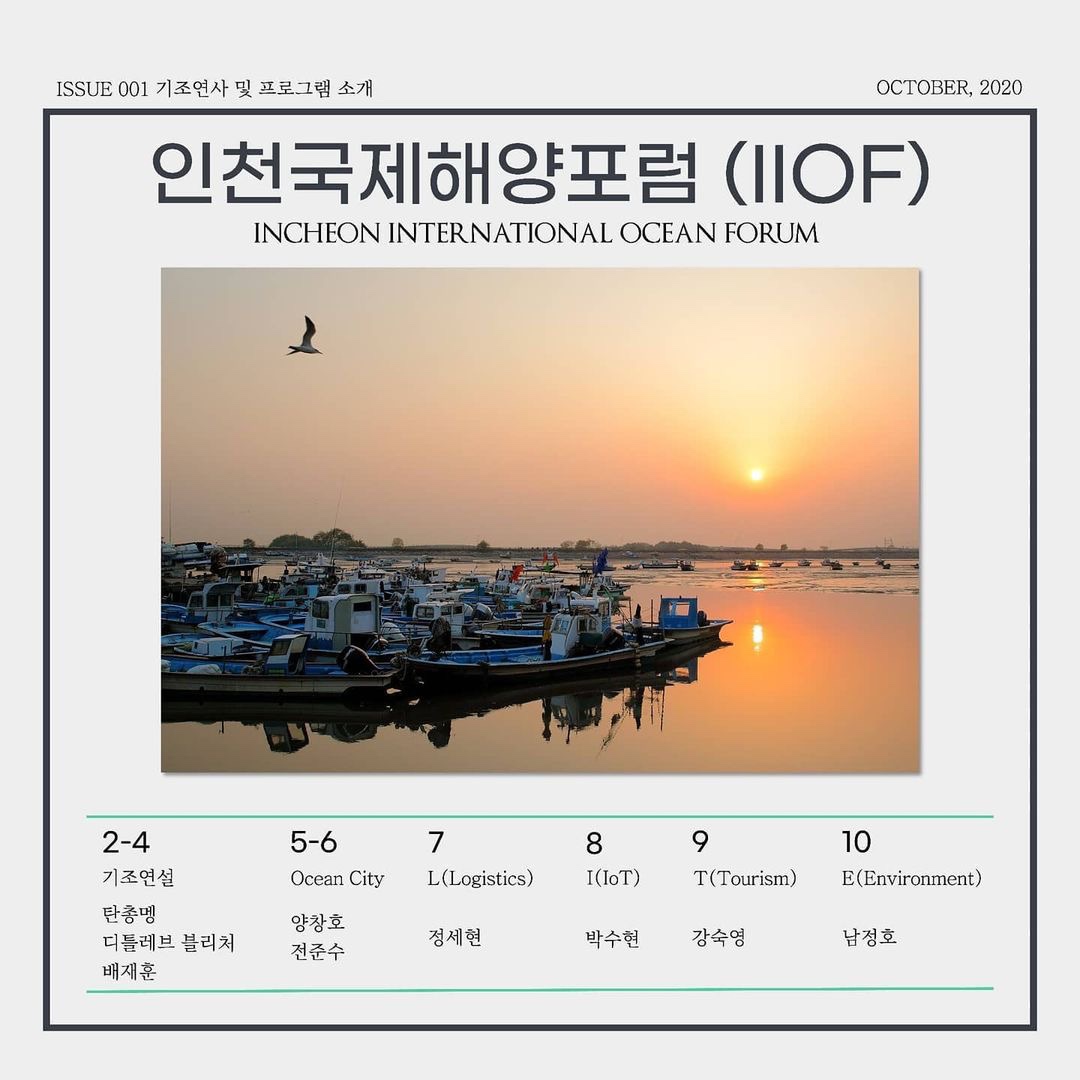 ISSUE 001 기조연사 및 프로그램 소개
OCTOBER, 2020
인천국제해양포럼 (IIOF)
INCHEON INTERNATIONAL OCEAN FORUM
2-4
기조연설
탄총멩
디틀레브 블리처
배재훈
5-6
Ocean City
양창호
전준수
7
L(Logistics)
정세현
8
I(IoT)
박수현
9
T(Tourism)
강숙영
10
E(Environment)
남정호